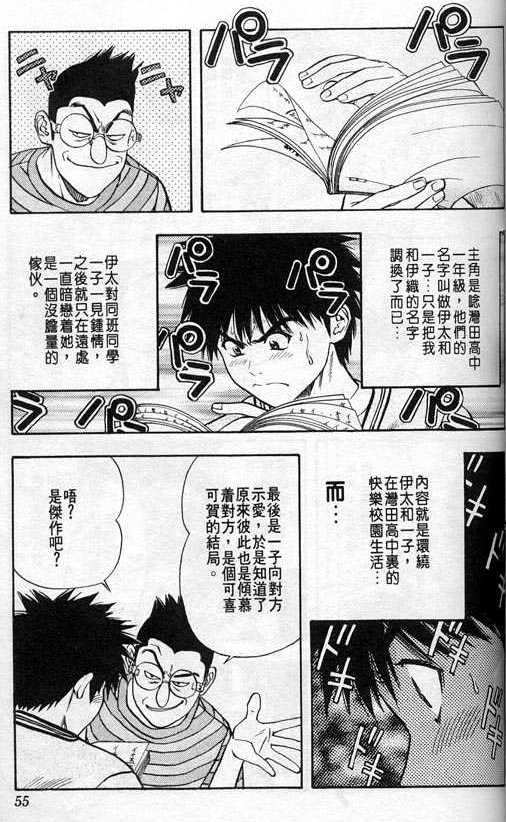 パラ
パラ
ニャ
ニャ
主角是唸灣田高中
一年級，他們的
名字叫做伊太和
一子…只是把我
和伊織的名字
調換了而已…
パラ
パラ
パラ
パラ
伊太對同班同學
一子一見鍾情，
之後就只在遠處
一直暗戀着她，
是一個沒膽量的
傢伙。
內容就是環繞
伊太和一子，
在灣田高中裏的
快樂校園生活…
而…
ドキ
ドキ
ドキ
ドキ
最後是一子向對方
示愛，於是知道了
原來彼此也是傾慕
着對方，是個可喜
可賀的結局。
唔？
是傑作吧？
55